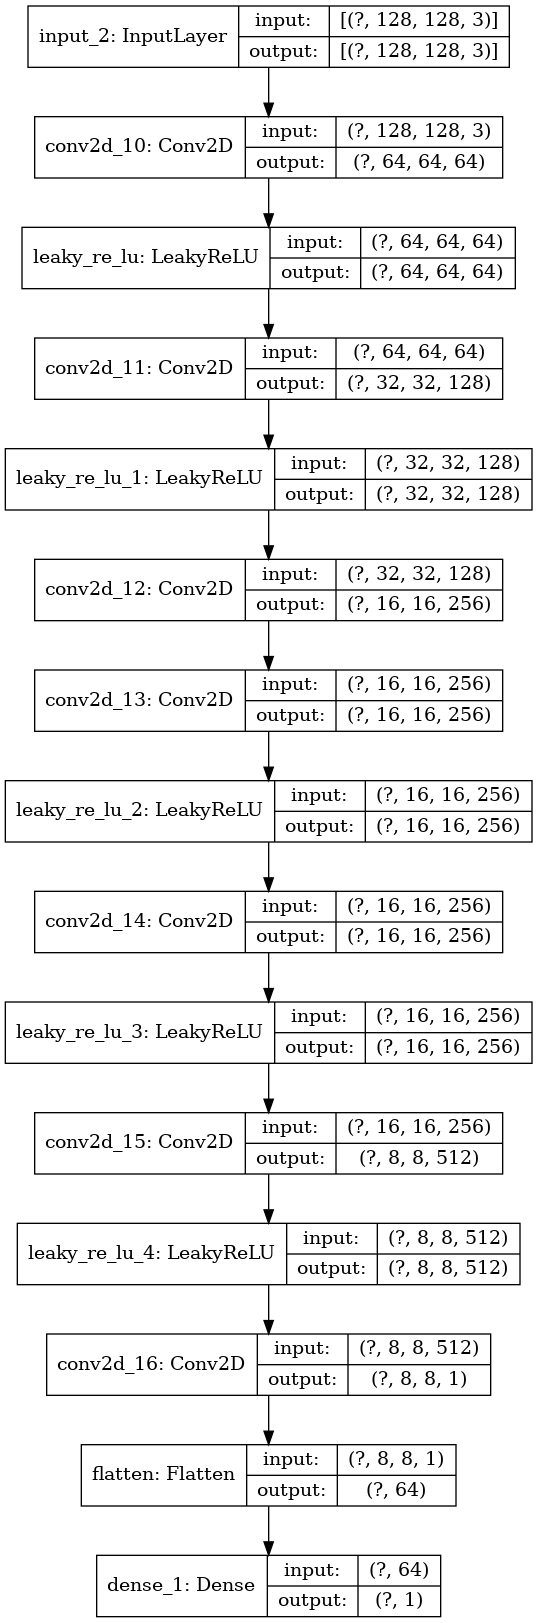 input_2: InputLayer
input: [(?, 128, 128, 3)]
output: [(?, 128, 128, 3)]
conv2d_10: Conv2D
input: (?, 128, 128, 3)
output: (?, 64, 64, 64)
leaky_re_lu: LeakyReLU
input: (?, 64, 64, 64)
output: (?, 64, 64, 64)
conv2d_11: Conv2D
input: (?, 64, 64, 64)
output: (?, 32, 32, 128)
leaky_re_lu_1: LeakyReLU
input: (?, 32, 32, 128)
output: (?, 32, 32, 128)
conv2d_12: Conv2D
input: (?, 32, 32, 128)
output: (?, 16, 16, 256)
conv2d_13: Conv2D
input: (?, 16, 16, 256)
output: (?, 16, 16, 256)
leaky_re_lu_2: LeakyReLU
input: (?, 16, 16, 256)
output: (?, 16, 16, 256)
conv2d_14: Conv2D
input: (?, 16, 16, 256)
output: (?, 16, 16, 256)
leaky_re_lu_3: LeakyReLU
input: (?, 16, 16, 256)
output: (?, 16, 16, 256)
conv2d_15: Conv2D
input: (?, 16, 16, 256)
output: (?, 8, 8, 512)
leaky_re_lu_4: LeakyReLU
input: (?, 8, 8, 512)
output: (?, 8, 8, 512)
conv2d_16: Conv2D
input: (?, 8, 8, 512)
output: (?, 8, 8, 1)
flatten: Flatten
input: (?, 8, 8, 1)
output: (?, 64)
dense_1: Dense
input: (?, 64)
output: (?, 1)